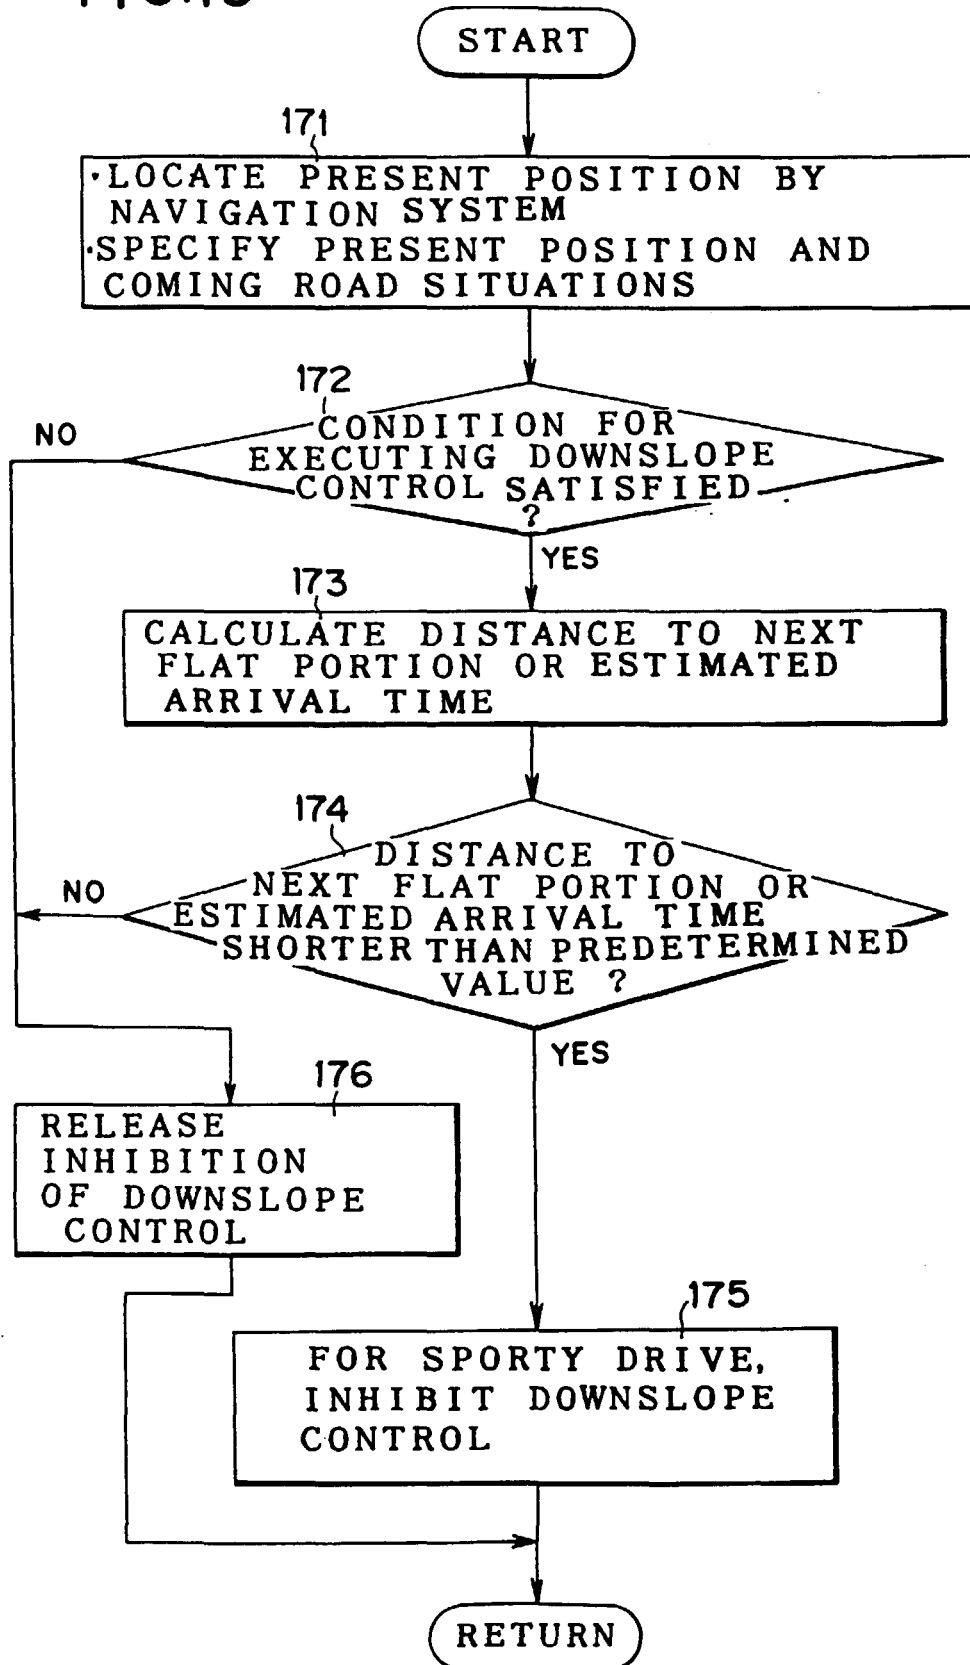 START
171
·LOCATE PRESENT POSITION BY
NAVIGATION SYSTEM
·SPECIFY PRESENT POSITION AND
COMING ROAD SITUATIONS
172
NO
CONDITION FOR
EXECUTING DOWNSLOPE
CONTROL SATISFIED
?
YES
173
CALCULATE DISTANCE TO NEXT
FLAT PORTION OR ESTIMATED
ARRIVAL TIME
174
NO
DISTANCE TO
NEXT FLAT PORTION OR
ESTIMATED ARRIVAL TIME
SHORTER THAN PREDETERMINED
VALUE ?
YES
176
RELEASE
INHIBITION
OF DOWNSLOPE
CONTROL
175
FOR SPORTY DRIVE,
INHIBIT DOWNSLOPE
CONTROL
RETURN